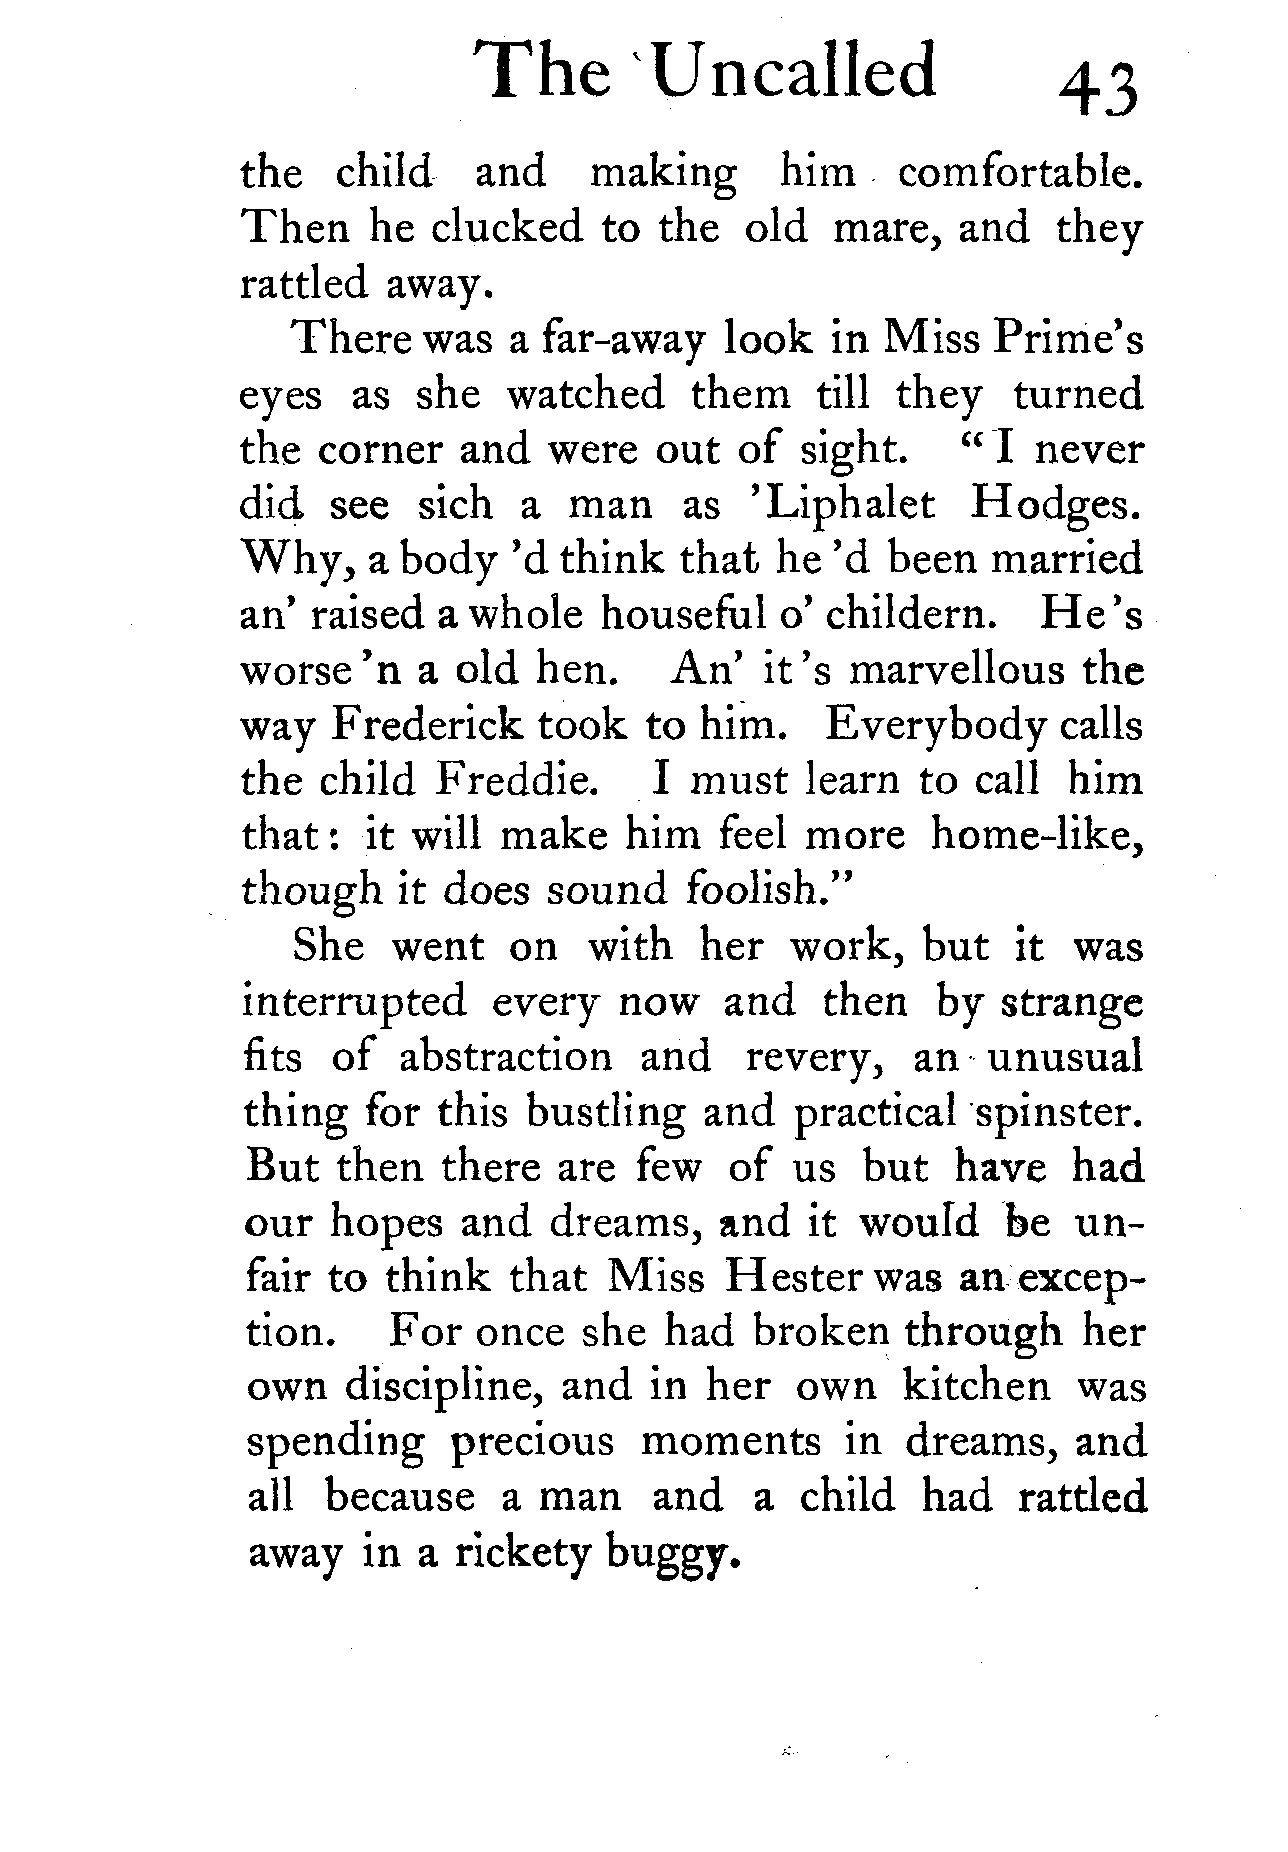 The Uncalled 43
the child and making him comfortable.
Then he clucked to the old mare, and they
rattled away.
There was a far-away look in Miss Prime's
eyes as she watched them till they turned
the corner and were out of sight. "I never
did see sich a man as 'Liphalet Hodges.
Why, a body 'd think that he 'd been married
an' raised a whole houseful o' childern. He 's
worse 'n a old hen. An' it 's marvellous the
way Frederick took to him. Everybody calls
the child Freddie. I must learn to call him
that: it will make him feel more home-like,
though it does sound foolish."
She went on with her work, but it was
interrupted every now and then by strange
fits of abstraction and revery, an unusual
thing for this bustling and practical spinster.
But then there are few of us but have had
our hopes and dreams, and it would be un-
fair to think that Miss Hester was an excep-
tion. For once she had broken through her
own discipline, and in her own kitchen was
spending precious moments in dreams, and
all because a man and a child had rattled
away in a rickety buggy.